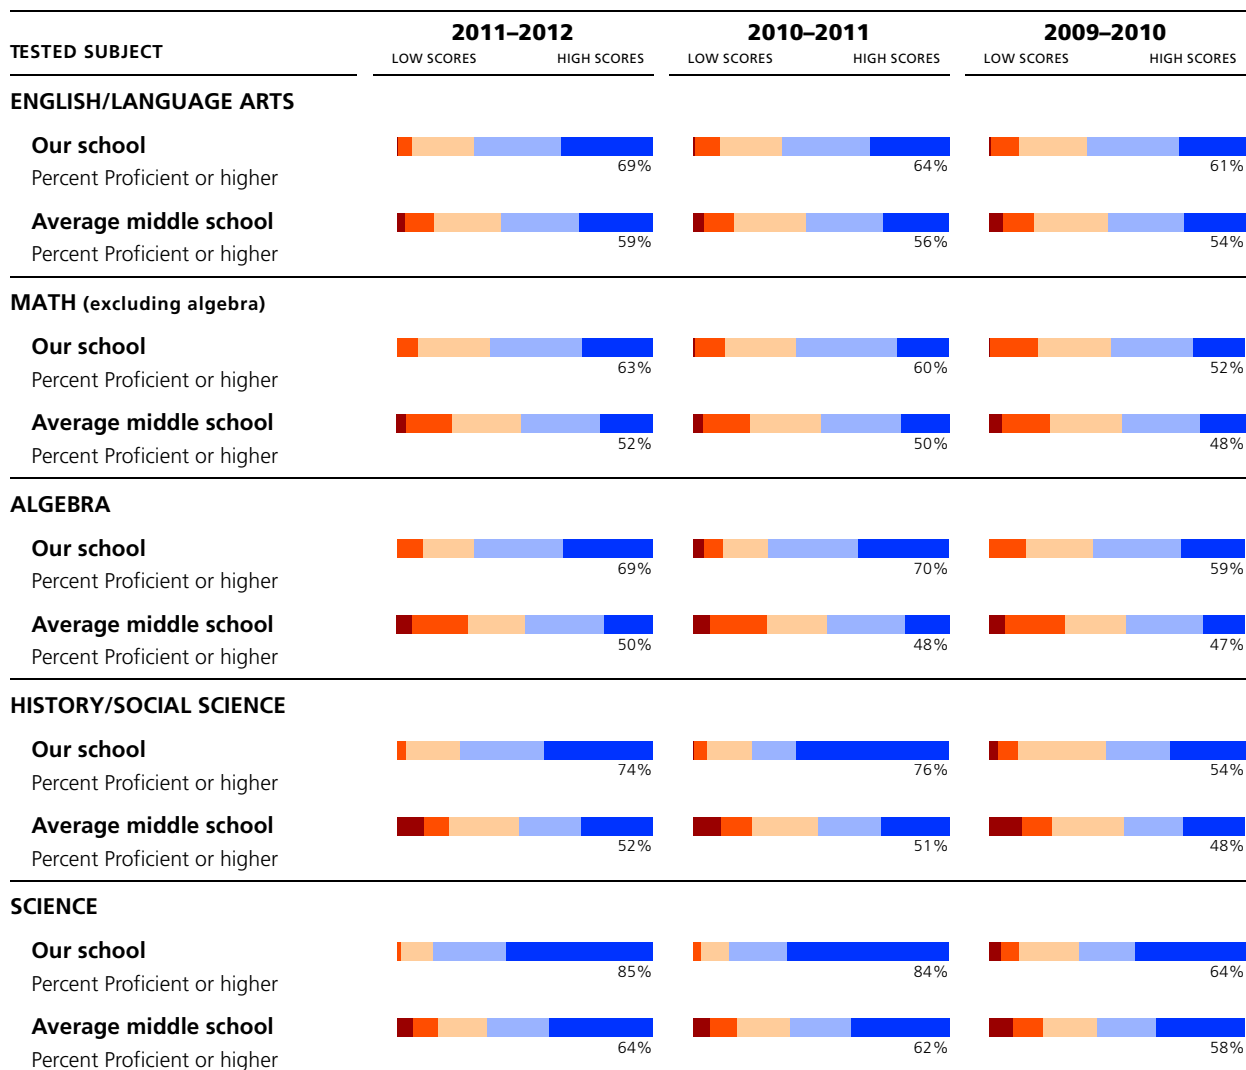 2011–2012 2010–2011 2009–2010
TESTED SUBJECT LOW SCORES HIGH SCORES LOW SCORES HIGH SCORES LOW SCORES HIGH SCORES
ENGLISH/LANGUAGE ARTS
Our school
Percent Proficient or higher 69% 64% 61%
Average middle school
Percent Proficient or higher 59% 56% 54%
MATH (excluding algebra)
Our school
Percent Proficient or higher 63% 60% 52%
Average middle school
Percent Proficient or higher 52% 50% 48%
ALGEBRA
Our school
Percent Proficient or higher 69% 70% 59%
Average middle school
Percent Proficient or higher 50% 48% 47%
HISTORY/SOCIAL SCIENCE
Our school
Percent Proficient or higher 74% 76% 54%
Average middle school
Percent Proficient or higher 52% 51% 48%
SCIENCE
Our school
Percent Proficient or higher 85% 84% 64%
Average middle school
Percent Proficient or higher 64% 62% 58%